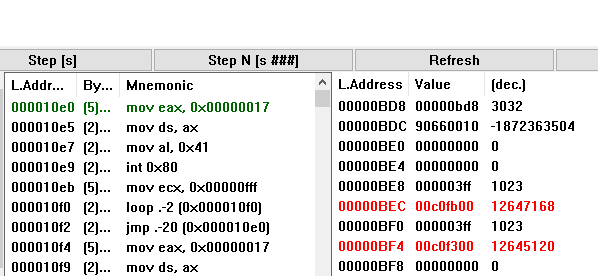 Step [s] Step N [s ###] Refresh
L.Addr... By... Mnemonic
000010e0 (5)... mov eax, 0x00000017
000010e5 (2)... mov ds, ax
000010e7 (2)... mov al, 0x41
000010e9 (2)... int 0x80
000010eb (5)... mov ecx, 0x00000fff
000010f0 (2)... loop .-2 (0x000010f0)
000010f2 (2)... jmp .-20 (0x000010e0)
000010f4 (5)... mov eax, 0x00000017
000010f9 (2)... mov ds, ax
L.Address Value (dec.)
00000BD8 00000bd8 3032
00000BDC 90660010 -1872363504
00000BE0 00000000 0
00000BE4 00000000 0
00000BE8 000003ff 1023
00000BEC 00c0fb00 12647168
00000BF0 000003ff 1023
00000BF4 00c0f300 12645120
00000BF8 00000000 0